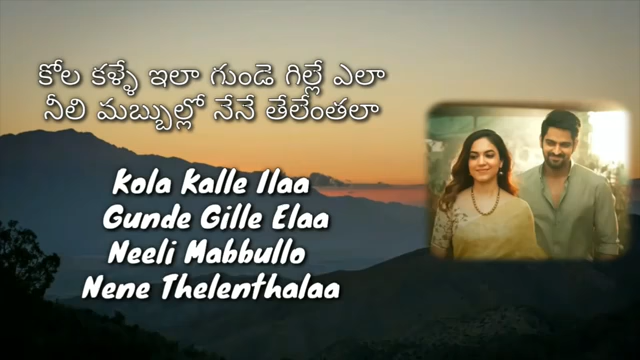 కోల కళ్ళే ఇలా గుండె గిల్లే ఎలా
నీలి మబ్బుల్లో నేనే తేలేంతలా
Kola Kalle Ilaa
Gunde Gille Elaa
Neeli Mabbullo
Nene Thelenthalaa